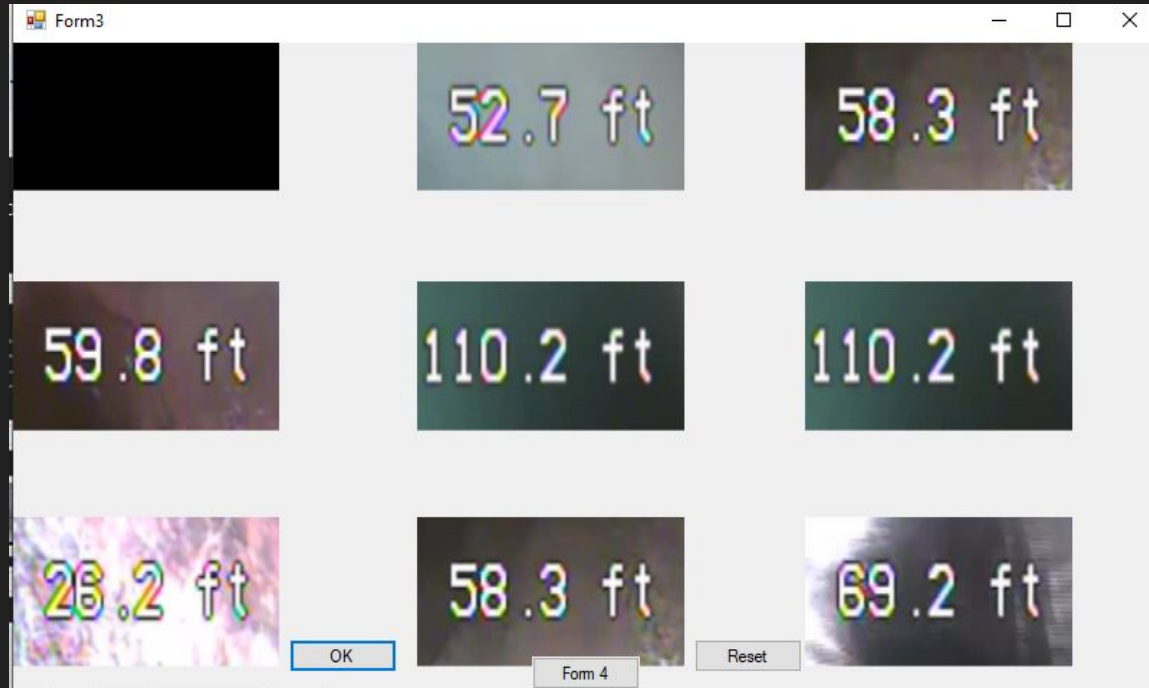 Form3
52.7 ft
58.3 ft
59.8 ft
110.2 ft
110.2 ft
26.2 ft
58.3 ft
69.2 ft
OK
Reset
Form 4